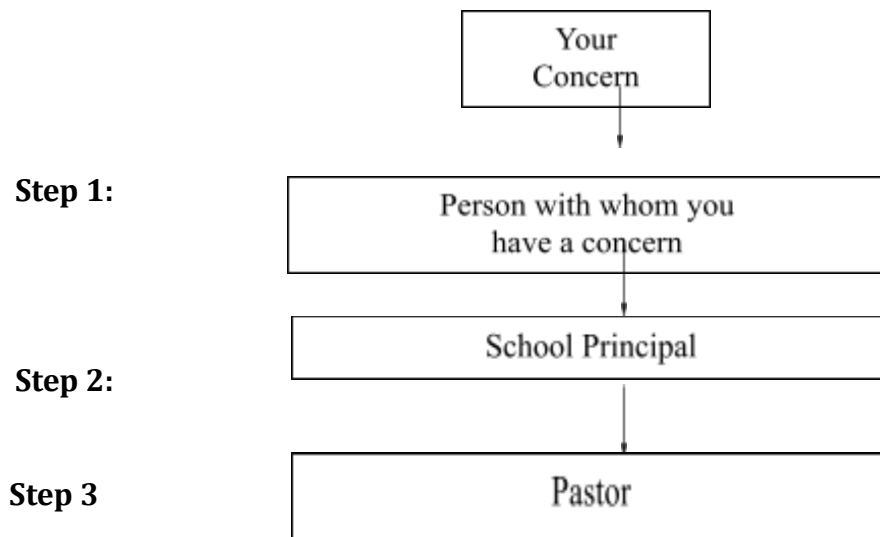 Your
Concern
Step 1:
Person with whom you
have a concern
School Principal
Step 2:
Step 3
Pastor